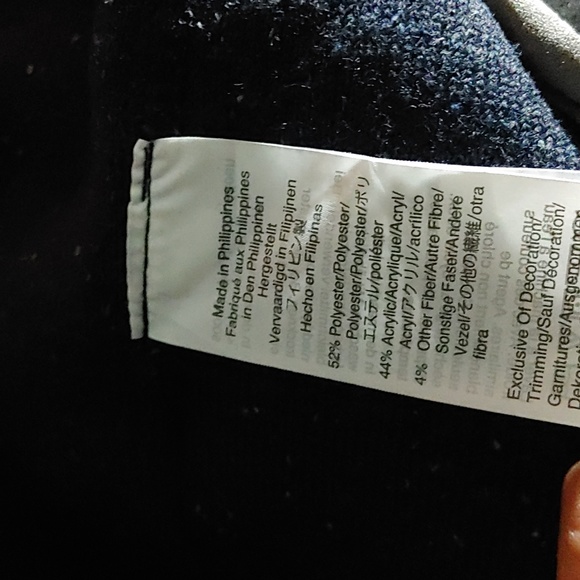 Made in Philippines
Fabriqué aux Philippines
in Den Philippinen
Hergestellt
Vervaardigd in Filipijnen
フィリピン製
Hecho en Filipinas
52% Polyester/Polyester/
Polyester/Polyester/ポリ
エステル/poliéster
44% Acrylic/Acrylique/Acryl/
Acryl/アクリル/acrílico
4% Other Fiber/Autre Fibre/
Sonstige Faser/Andere
Vezel/その他の繊維/otra
fibra
Exclusive Of Decoration/
Trimming/Sauf Décoration/
Garnitures/Ausgenommen